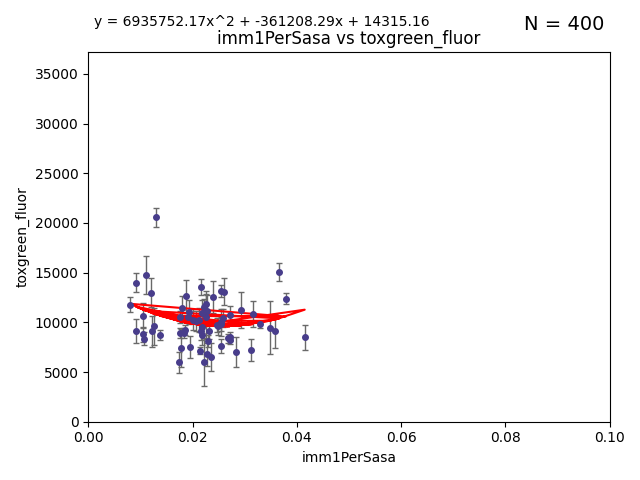 y = 6935752.17x^2 + -361208.29x + 14315.16
N = 400
imm1PerSasa vs toxgreen_fluor
toxgreen_fluor
35000
30000
25000
20000
15000
10000
5000
0
0.00 0.02 0.04 0.06 0.08 0.10
imm1PerSasa